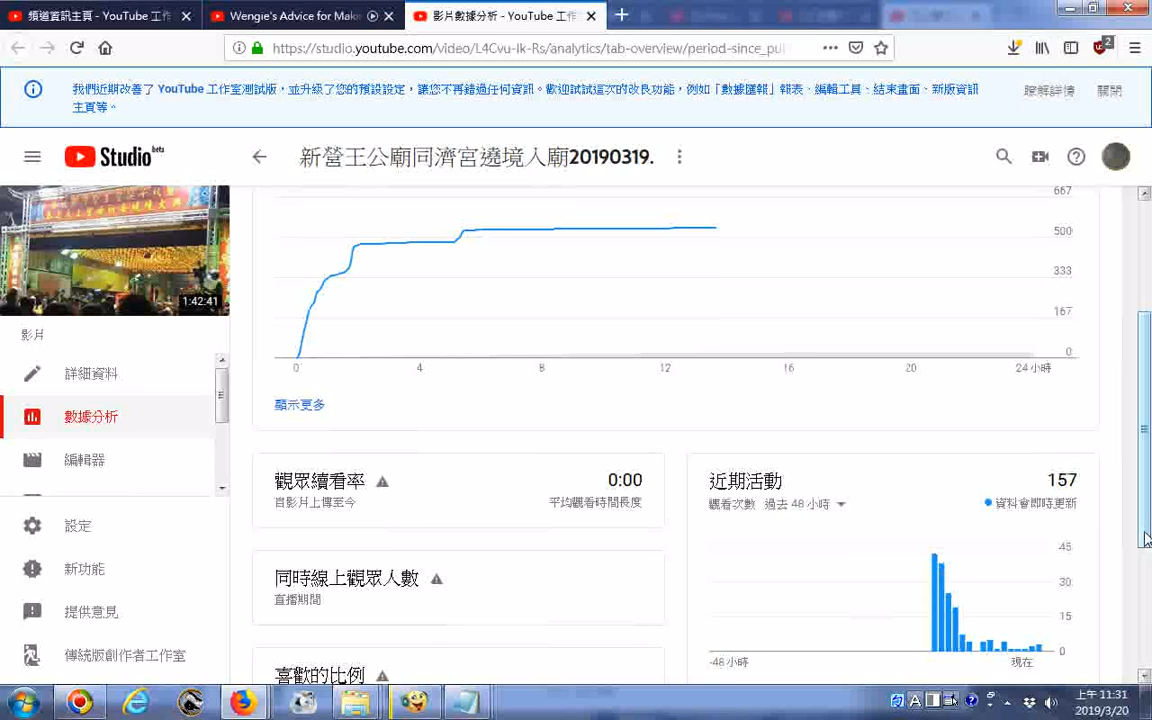 頻道資訊主頁 - YouTube 工作
Wengie's Advice for Makin
影片數據分析 - YouTube 工作
https://studio.youtube.com/video/L4Cvu-Ik-Rs/analytics/tab-overview/period-since_pu
2
我們近期改善了 YouTube 工作室測試版，並升級了您的預設設定，讓您不再錯過任何資訊。歡迎試試這次的改良功能，例如「數據匯報」報表、編輯工具、結束畫面、新版資訊
主頁等。
瞭解詳情
關閉
Studio beta
新營王公廟同濟宮遶境入廟20190319.
1:42:41
影片
詳細資料
數據分析
編輯器
設定
新功能
提供意見
傳統版創作者工作室
667
500
333
167
0
0
4
8
12
16
20
24 小時
顯示更多
觀眾續看率
0:00
自影片上傳至今
平均觀看時間長度
同時線上觀眾人數
直播期間
喜歡的比例
近期活動
157
觀看次數 過去 48 小時
資料會即時更新
45
30
15
0
-48 小時
現在
上午 11:31
2019/3/20